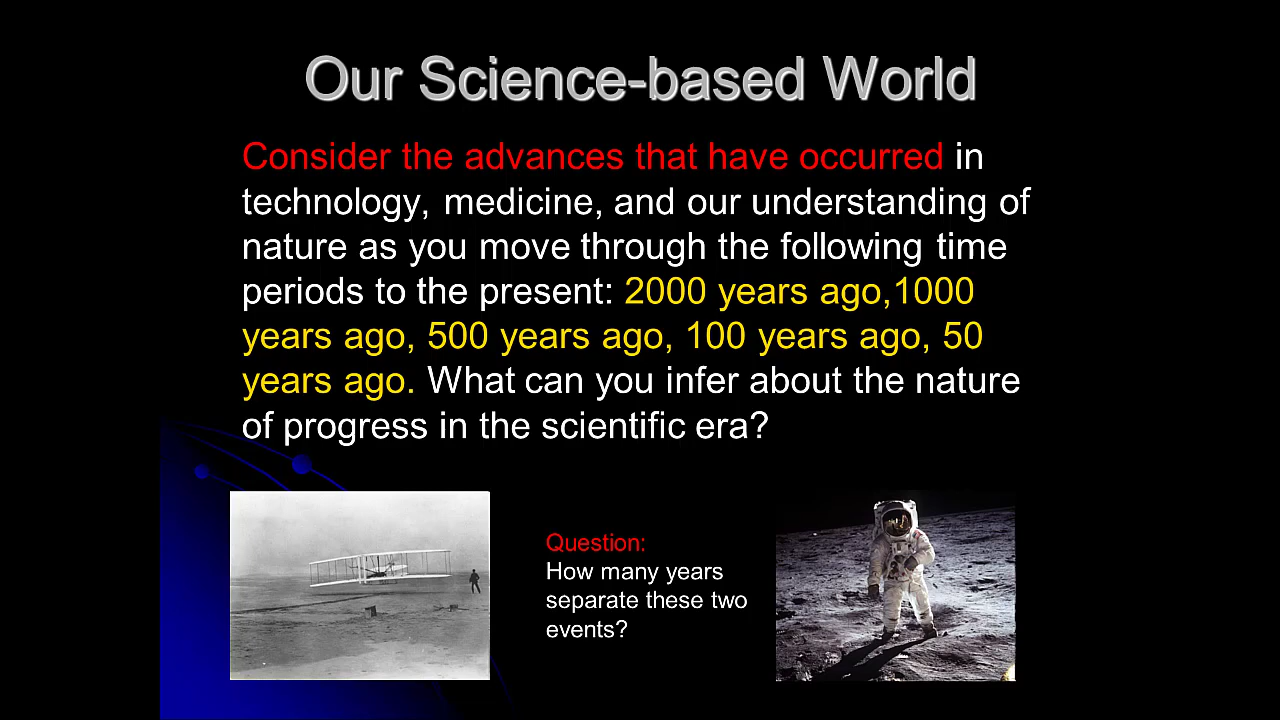 Our Science-based World
Consider the advances that have occurred in
technology, medicine, and our understanding of
nature as you move through the following time
periods to the present: 2000 years ago,1000
years ago, 500 years ago, 100 years ago, 50
years ago. What can you infer about the nature
of progress in the scientific era?
Question:
How many years
separate these two
events?